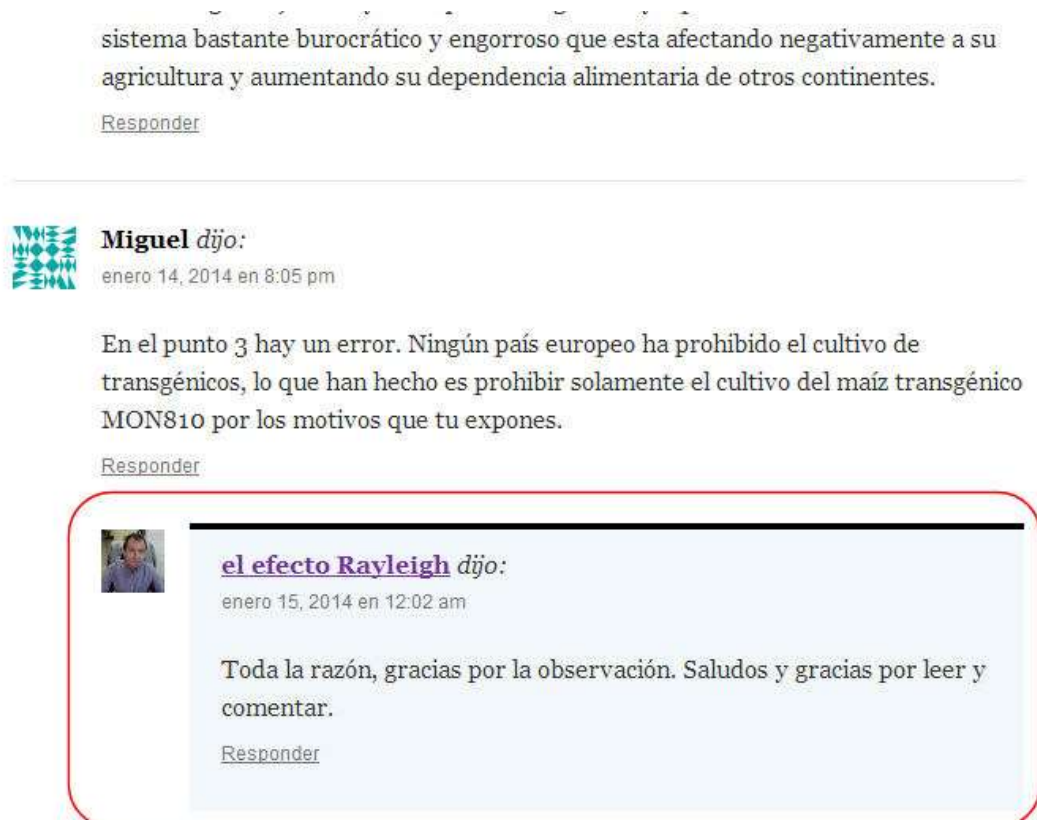 sistema bastante burocrático y engorroso que esta afectando negativamente a su
agricultura y aumentando su dependencia alimentaria de otros continentes.
Responder
Miguel dijo:
enero 14, 2014 en 8:05 pm
En el punto 3 hay un error. Ningún país europeo ha prohibido el cultivo de
transgénicos, lo que han hecho es prohibir solamente el cultivo del maíz transgénico
MON810 por los motivos que tu expones.
Responder
el efecto Rayleigh dijo:
enero 15, 2014 en 12:02 am
Toda la razón, gracias por la observación. Saludos y gracias por leer y
comentar.
Responder